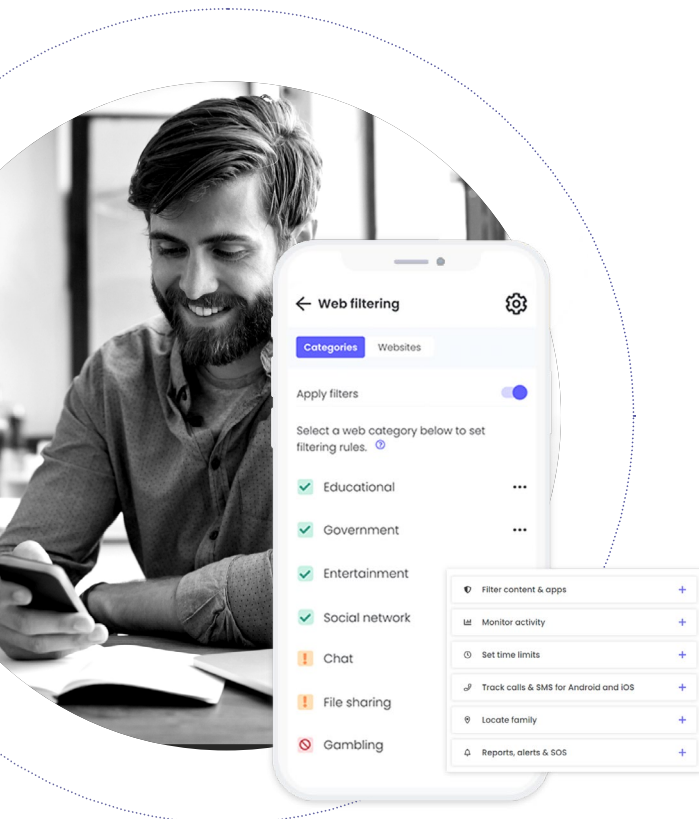 Web filtering
Categories Websites
Apply filters
Select a web category below to set
filtering rules.
Educational
Government
Entertainment
Social network
Chat
File sharing
Gambling
Filter content & apps
Monitor activity
Set time limits
Track calls & SMS for Android and iOS
Locate family
Reports, alerts & SOS